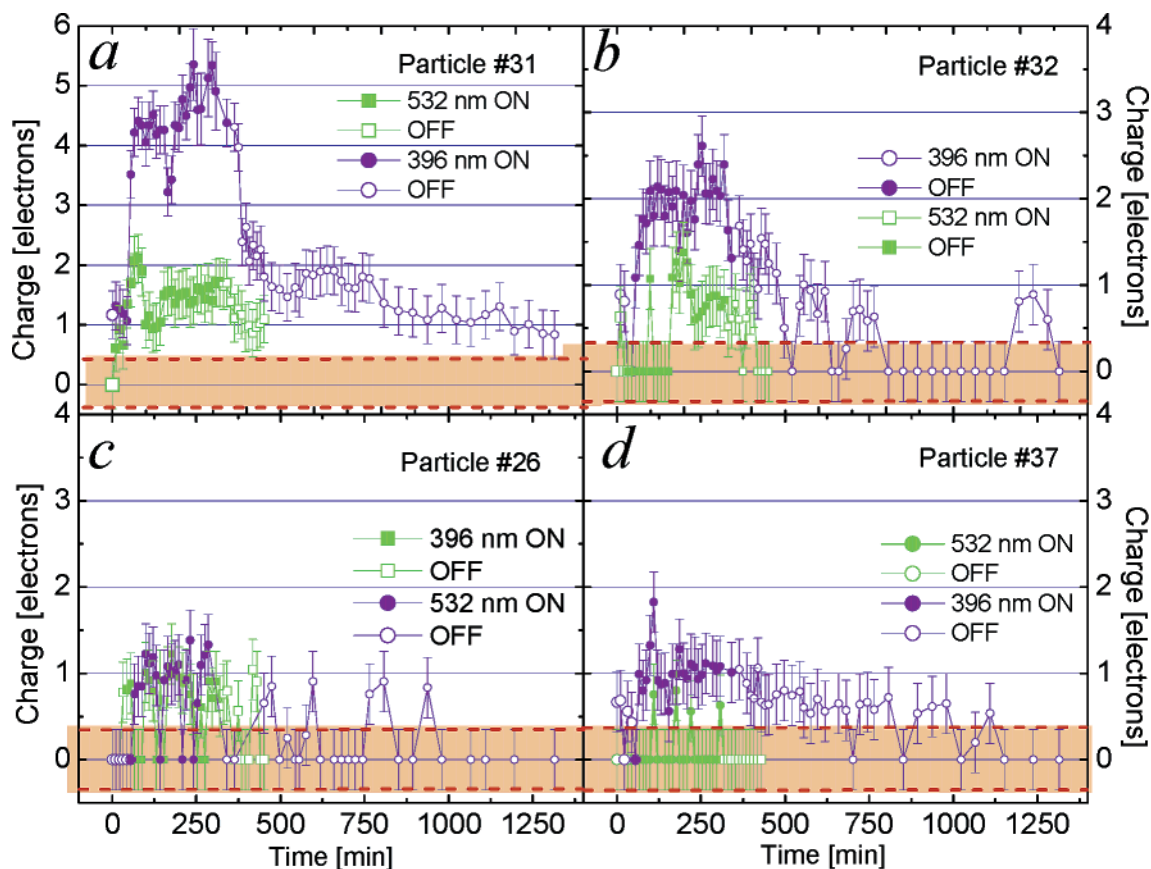 a
Particle #31
532 nm ON
OFF
396 nm ON
OFF
Charge [electrons]
6
5
4
3
2
1
0
b
Particle #32
396 nm ON
OFF
532 nm ON
OFF
4
3
2
1
0
Charge [electrons]
c
Particle #26
396 nm ON
OFF
532 nm ON
OFF
Charge [electrons]
4
3
2
1
0
0 250 500 750 1000 1250
Time [min]
d
Particle #37
532 nm ON
OFF
396 nm ON
OFF
4
3
2
1
0
Charge [electrons]
0 250 500 750 1000 1250
Time [min]